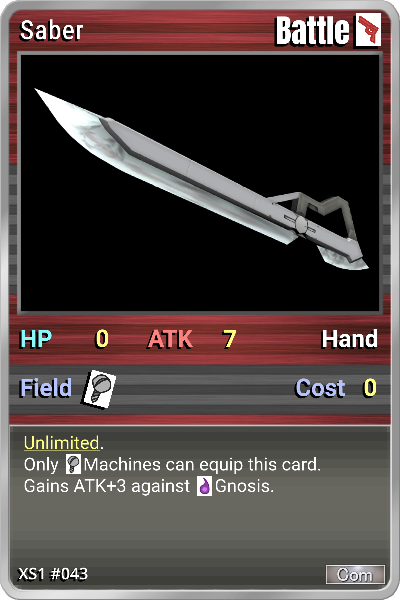 Saber
Battle
HP 0 ATK 7 Hand
Field Cost 0
Unlimited.
Only Machines can equip this card.
Gains ATK+3 against Gnosis.
XS1 #043 Com